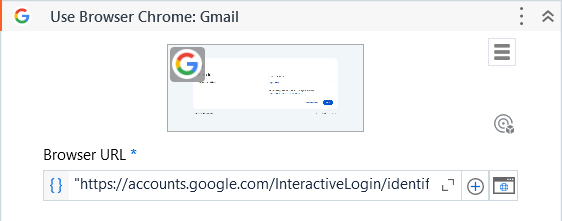 Use Browser Chrome: Gmail
Browser URL *
{} "https://accounts.google.com/InteractiveLogin/identif